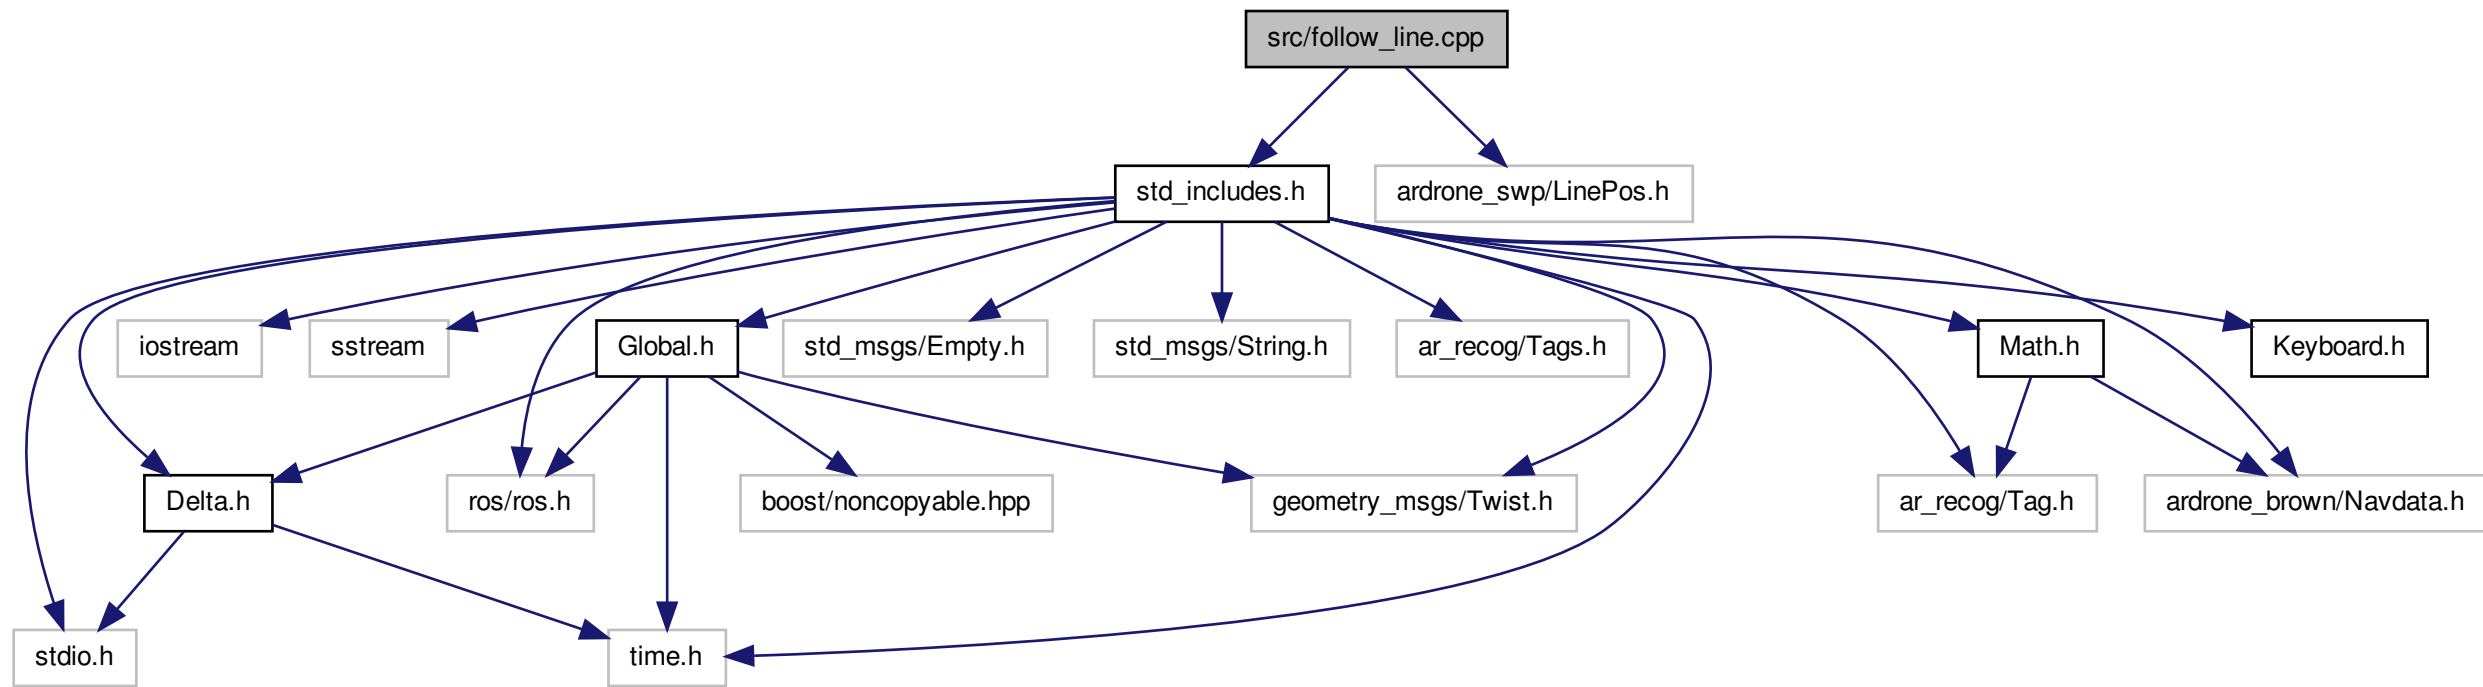 src/follow_line.cpp
std_includes.h
ardrone_swp/LinePos.h
iostream
sstream
Global.h
std_msgs/Empty.h
std_msgs/String.h
ar_recog/Tags.h
Math.h
Keyboard.h
Delta.h
ros/ros.h
boost/noncopyable.hpp
geometry_msgs/Twist.h
ar_recog/Tag.h
ardrone_brown/Navdata.h
stdio.h
time.h